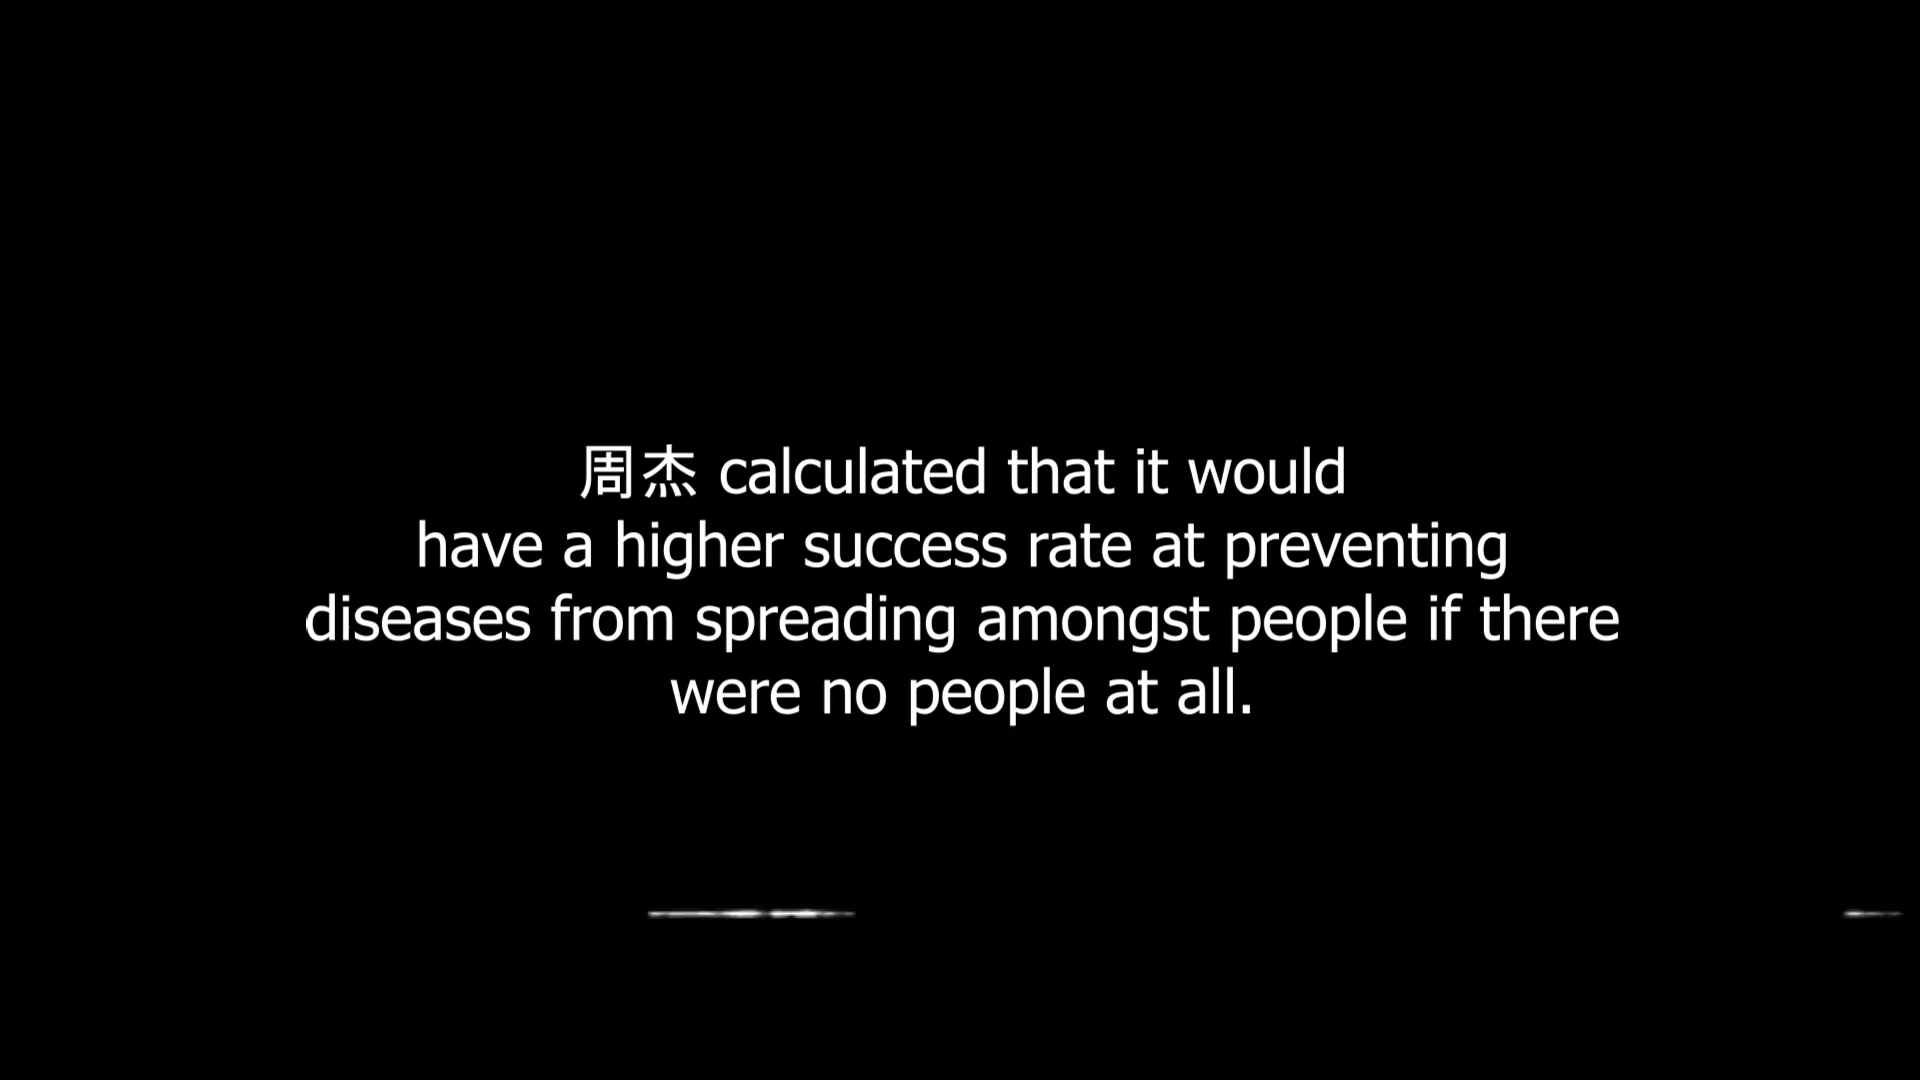 周杰 calculated that it would
have a higher success rate at preventing
diseases from spreading amongst people if there
were no people at all.